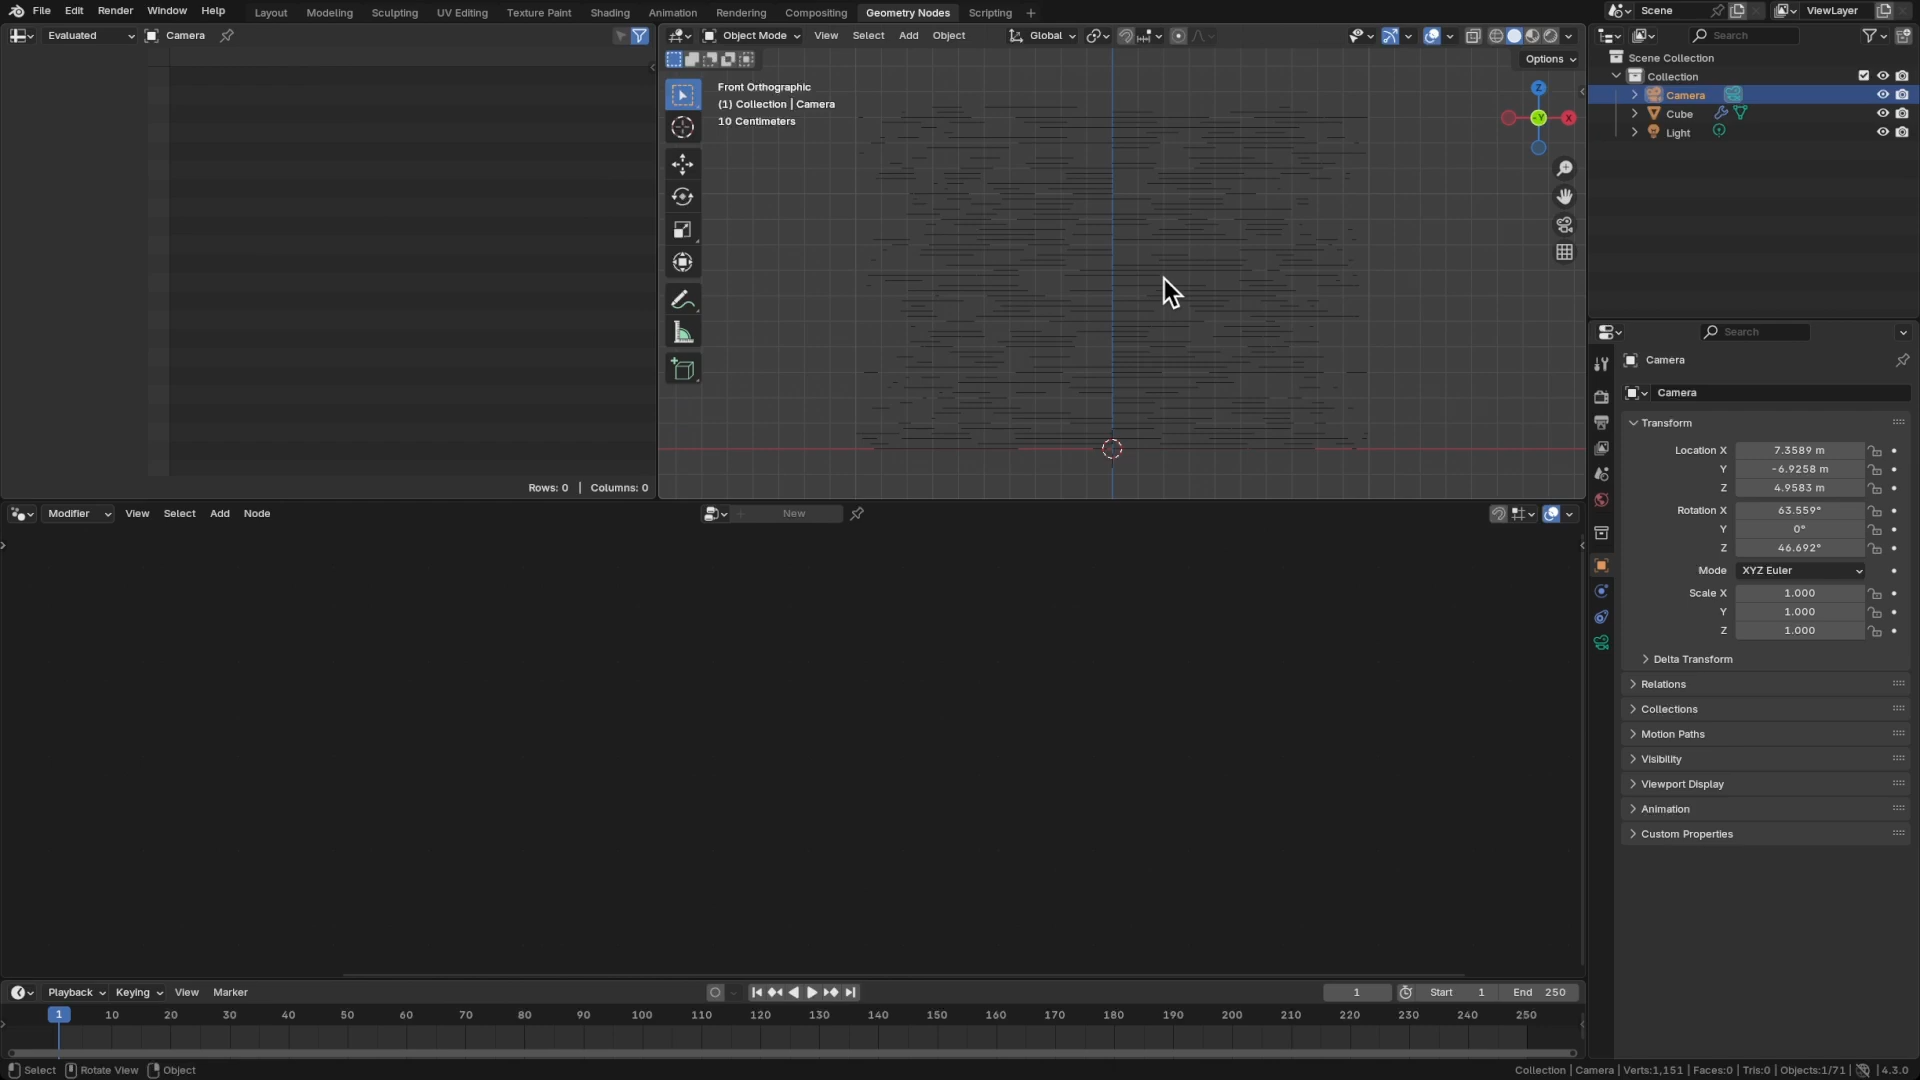 File Edit Render Window Help Layout Modeling Sculpting UV Editing Texture Paint Shading Animation Rendering Compositing Geometry Nodes Scripting Scene ViewLayer
Evaluated Camera
Object Mode View Select Add Object Global
Search
Options
Front Orthographic
(1) Collection | Camera
10 Centimeters
Z
-Y
X
Scene Collection
Collection
Camera
Cube
Light
Rows: 0 | Columns: 0
Search
Camera
Camera
Transform
Location X 7.3589 m
Y -6.9258 m
Z 4.9583 m
Rotation X 63.559°
Y 0°
Z 46.692°
Mode XYZ Euler
Scale X 1.000
Y 1.000
Z 1.000
Delta Transform
Relations
Collections
Motion Paths
Visibility
Viewport Display
Animation
Custom Properties
Modifier View Select Add Node New
Playback Keying View Marker 1 Start 1 End 250
1 10 20 30 40 50 60 70 80 90 100 110 120 130 140 150 160 170 180 190 200 210 220 230 240 250
Select Rotate View Object Collection | Camera | Verts:1,151 | Faces:0 | Tris:0 | Objects:1/71 | 4.3.0